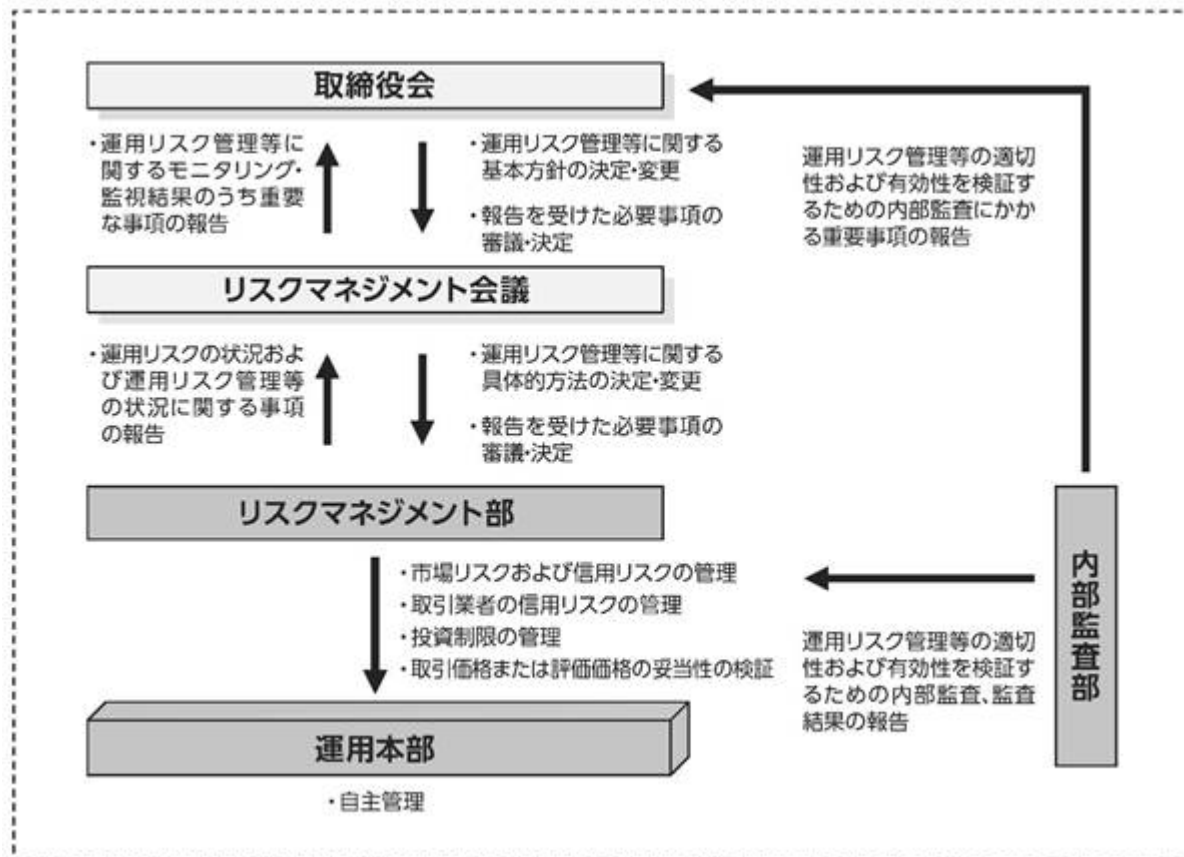 取締役会
・運用リスク管理等に
関するモニタリング・
監視結果のうち重要
な事項の報告
・運用リスク管理等に関する
基本方針の決定・変更
・報告を受けた必要事項の
審議・決定
運用リスク管理等の適切
性および有効性を検証す
るための内部監査にかか
る重要事項の報告
リスクマネジメント会議
・運用リスクの状況およ
び運用リスク管理等
の状況に関する事項
の報告
・運用リスク管理等に関する
具体的方法の決定・変更
・報告を受けた必要事項の
審議・決定
リスクマネジメント部
・市場リスクおよび信用リスクの管理
・取引業者の信用リスクの管理
・投資制限の管理
・取引価格または評価価格の妥当性の検証
内部監査部
運用リスク管理等の適切
性および有効性を検証す
るための内部監査、監査
結果の報告
運用本部
・自主管理